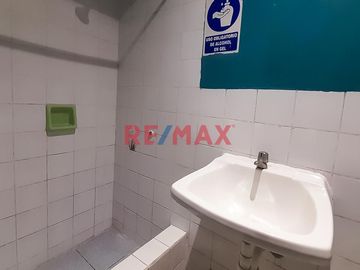 USO OBLIGATORIO
DE ALCOHOL
EN GEL
RE/MAX